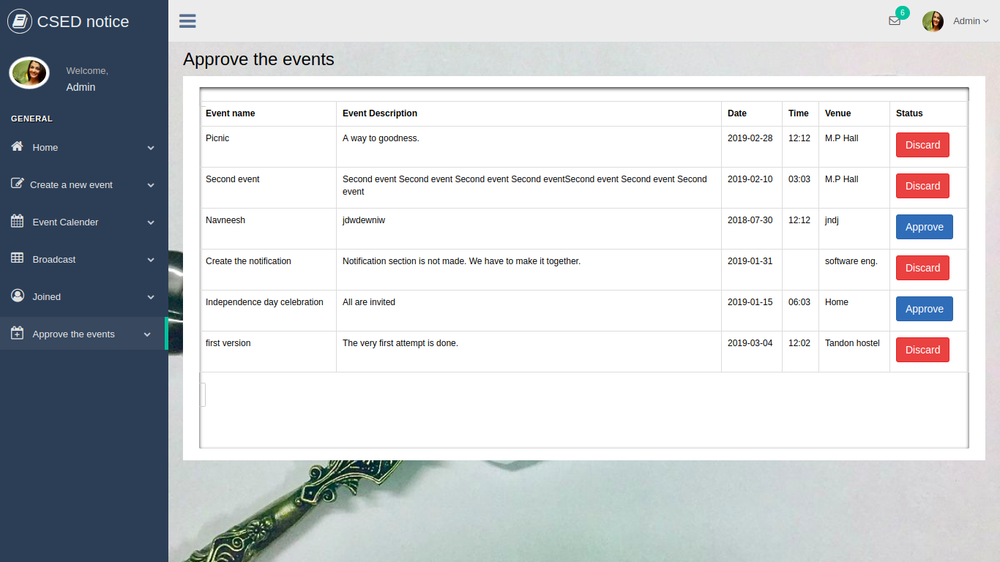 CSED notice
6
Admin
Welcome,
Admin
GENERAL
Home
Create a new event
Event Calender
Broadcast
Joined
Approve the events
Approve the events
Event name Event Description Date Time Venue Status
Picnic A way to goodness. 2019-02-28 12:12 M.P Hall Discard
Second event Second event Second event Second event Second eventSecond event Second event Second 2019-02-10 03:03 M.P Hall Discard
event
Navneesh jdwdewniw 2018-07-30 12:12 jndj Approve
Create the notification Notification section is not made. We have to make it together. 2019-01-31 software eng. Discard
Independence day celebration All are invited 2019-01-15 06:03 Home Approve
first version The very first attempt is done. 2019-03-04 12:02 Tandon hostel Discard